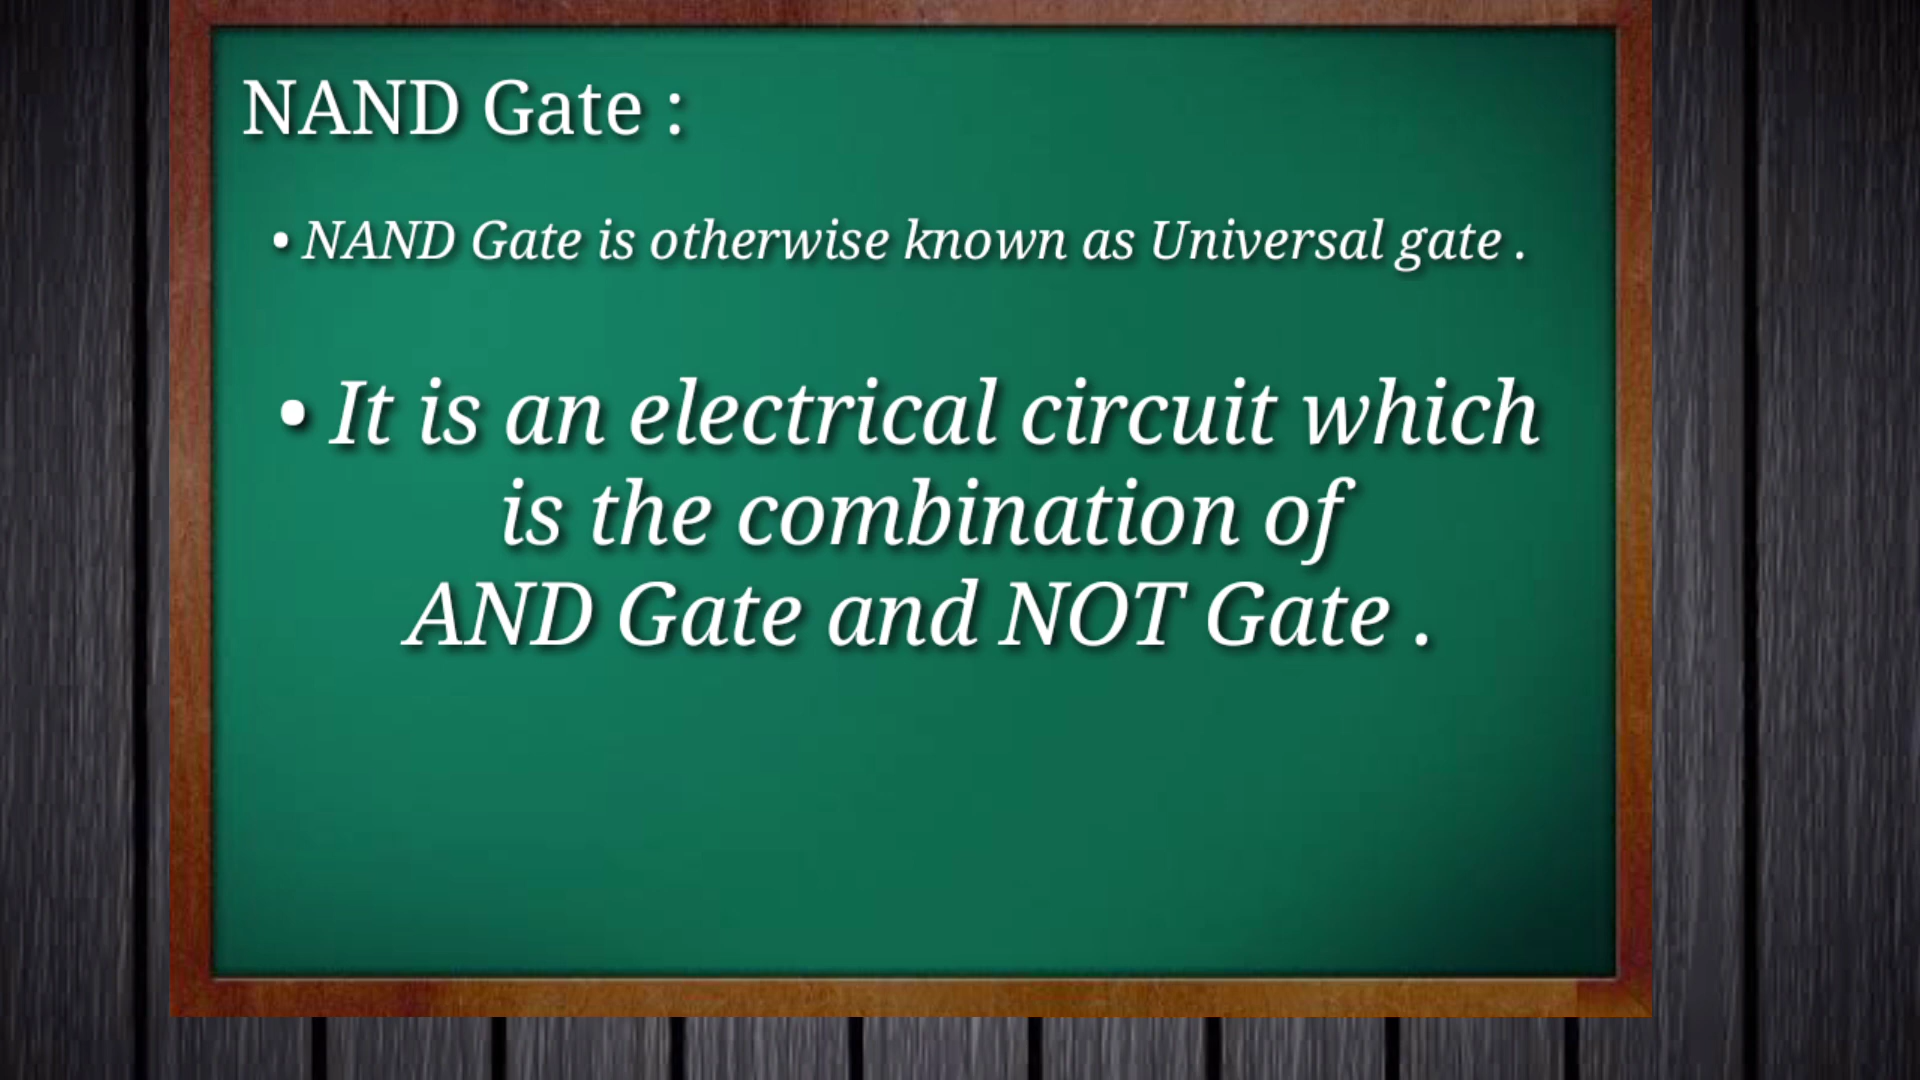 NAND Gate :
• NAND Gate is otherwise known as Universal gate .
• It is an electrical circuit which
is the combination of
AND Gate and NOT Gate .